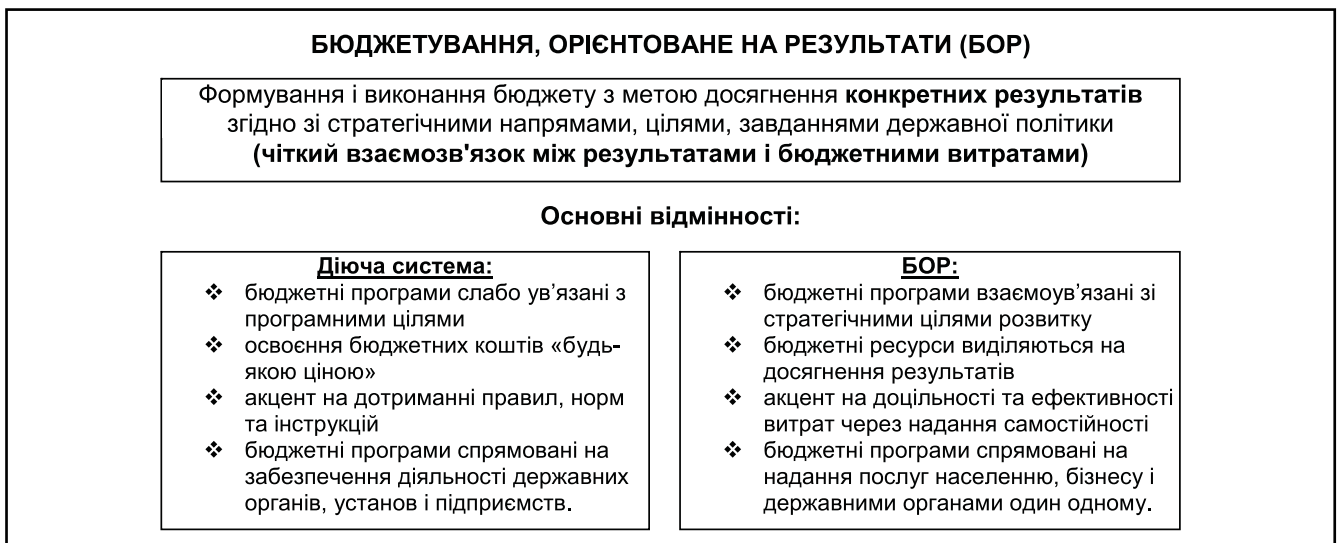 БЮДЖЕТУВАННЯ, ОРІЄНТОВАНЕ НА РЕЗУЛЬТАТИ (БОР)
Формування і виконання бюджету з метою досягнення конкретних результатів
згідно зі стратегічними напрямами, цілями, завданнями державної політики
(чіткий взаємозв'язок між результатами і бюджетними витратами)
Основні відмінності:
Діюча система:
❖ бюджетні програми слабо ув’язані з
програмними цілями
❖ освоєння бюджетних коштів «будь-
якою ціною»
❖ акцент на дотриманні правил, норм
та інструкцій
❖ бюджетні програми спрямовані на
забезпечення діяльності державних
органів, установ і підприємств.
БОР:
❖ бюджетні програми взаємоув’язані зі
стратегічними цілями розвитку
❖ бюджетні ресурси виділяються на
досягнення результатів
❖ акцент на доцільності та ефективності
витрат через надання самостійності
❖ бюджетні програми спрямовані на
надання послуг населенню, бізнесу і
державними органами один одному.